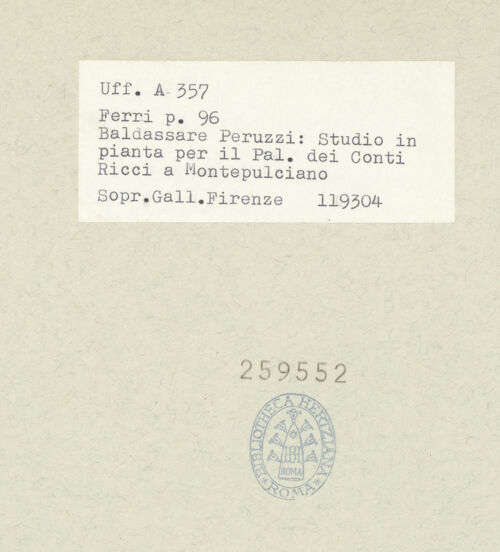 Uff. A 357
Ferri p. 96
Baldassare Peruzzi: Studio in
pianta per il Pal. dei Conti
Ricci a Montepulciano
Sopr.Gall.Firenze 119304
259552
BIBLIOTHECA HERTZIANA
ROMA
ROMA